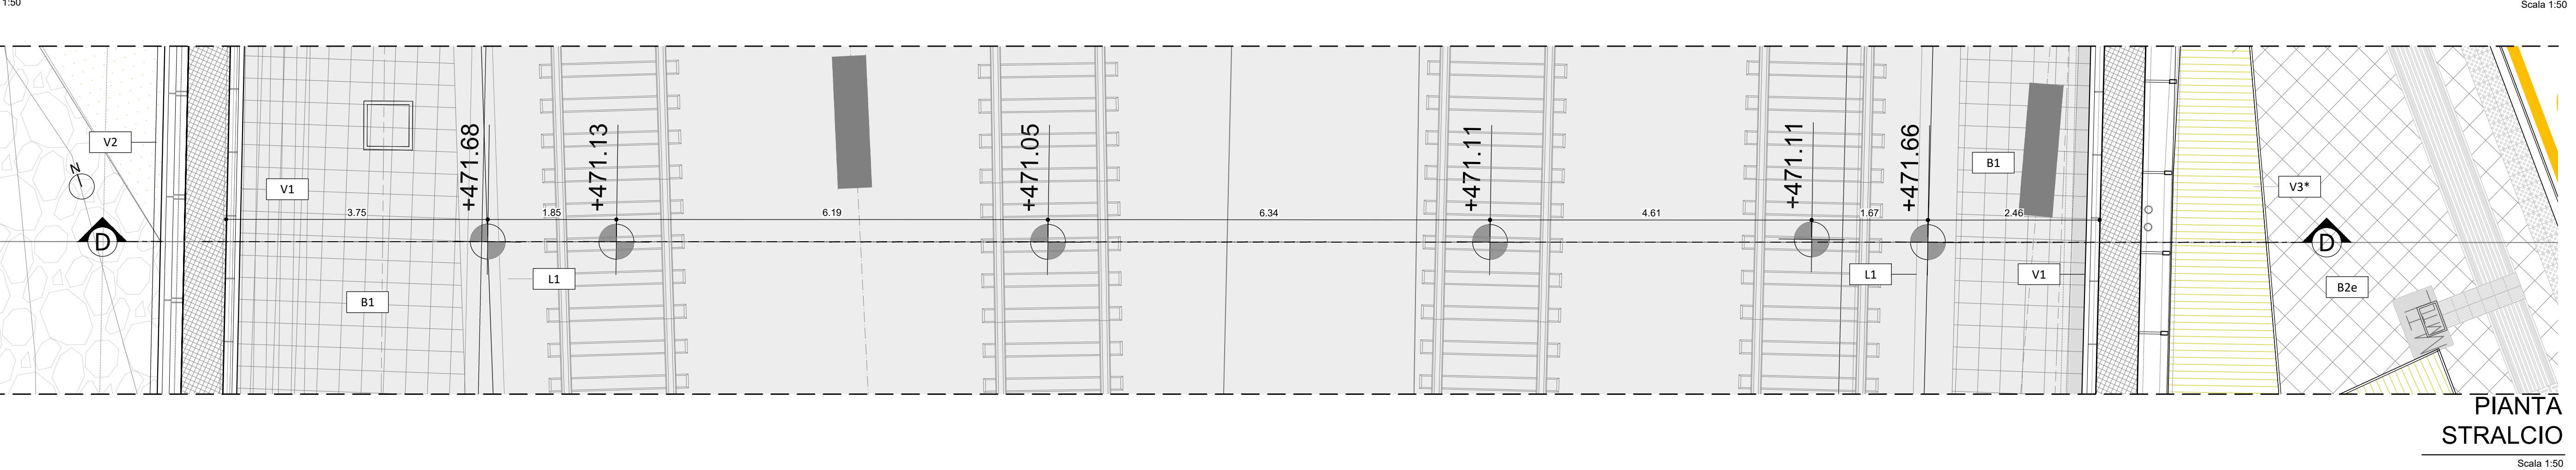 1:50
Scala 1:50
V2
N
D
V1
B1
3.75
+471.68
1.85
L1
+471.13
6.19
+471.05
6.34
+471.11
4.61
+471.11
1.67
L1
+471.66
2.46
B1
V1
V3*
D
B2e
PIANTA
STRALCIO
Scala 1:50